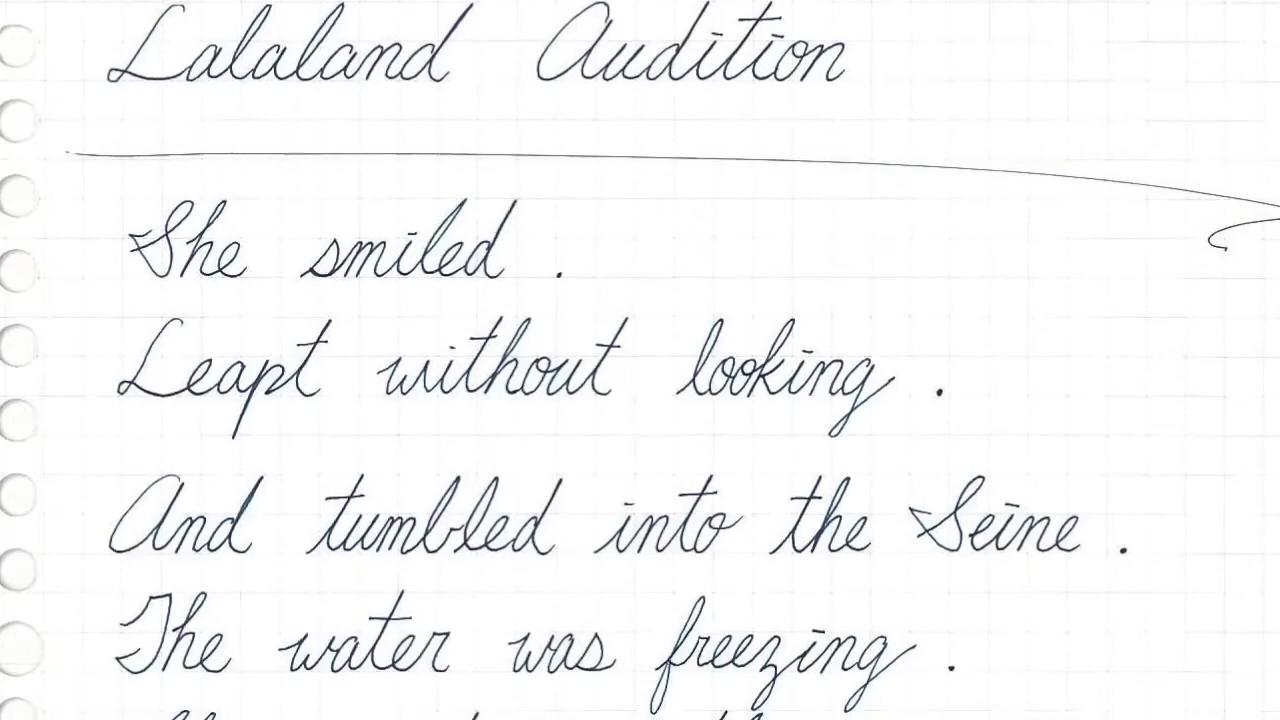 Lalaland Audition
She smiled .
Leapt without looking .
And tumbled into the Seine .
The water was freezing .